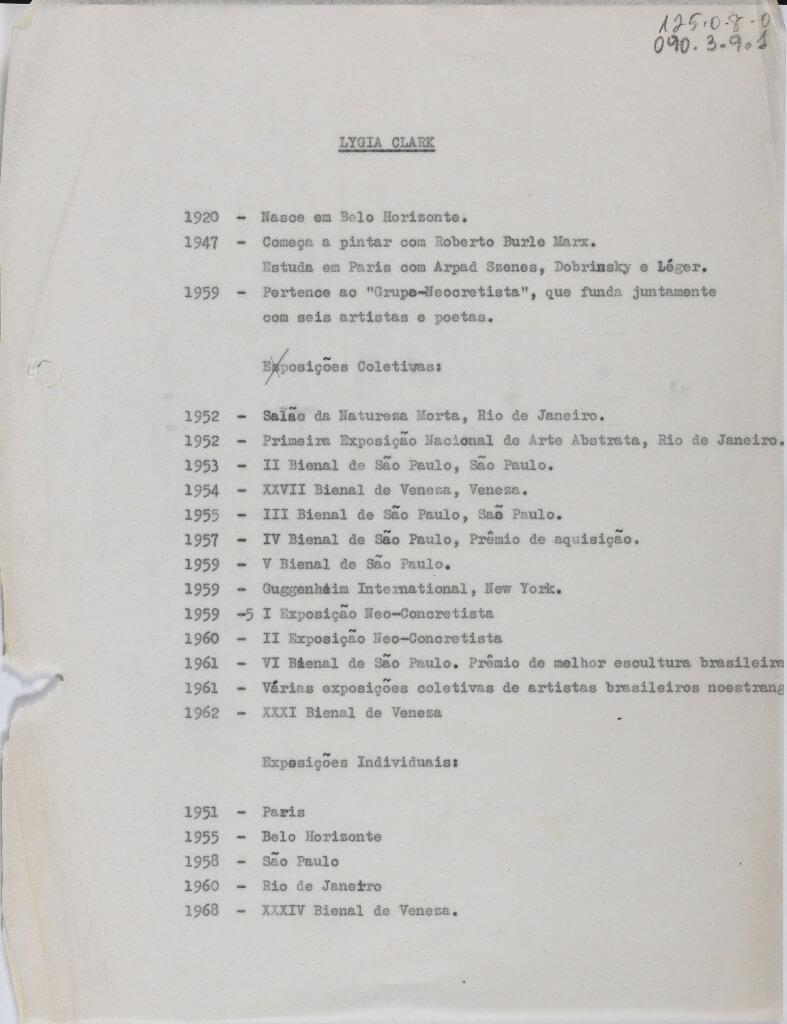 125.0.8.0
090.3.9.1
LYGIA CLARK
1920 - Nasce em Belo Horizonte.
1947 - Começa a pintar com Roberto Burle Marx.
Estuda em Paris com Arpad Szenes, Dobrinsky e Léger.
1959 - Pertence ao "Grupo-Neocretista", que funda juntamente
com seis artistas e poetas.
Exposições Coletivas:
1952 - Salão da Natureza Morta, Rio de Janeiro.
1952 - Primeira Exposição Nacional de Arte Abstrata, Rio de Janeiro.
1953 - II Bienal de São Paulo, São Paulo.
1954 - XXVII Bienal de Veneza, Veneza.
1955 - III Bienal de São Paulo, Saõ Paulo.
1957 - IV Bienal de São Paulo, Prêmio de aquisição.
1959 - V Bienal de São Paulo.
1959 - Guggenheim International, New York.
1959 -5 I Exposição Neo-Concretista
1960 - II Exposição Neo-Concretista
1961 - VI Bienal de São Paulo. Prêmio de melhor escultura brasileira
1961 - Várias exposições coletivas de artistas brasileiros noestrang
1962 - XXXI Bienal de Veneza
Exposições Individuais:
1951 - Paris
1955 - Belo Horizonte
1958 - São Paulo
1960 - Rio de Janeiro
1968 - XXXIV Bienal de Veneza.